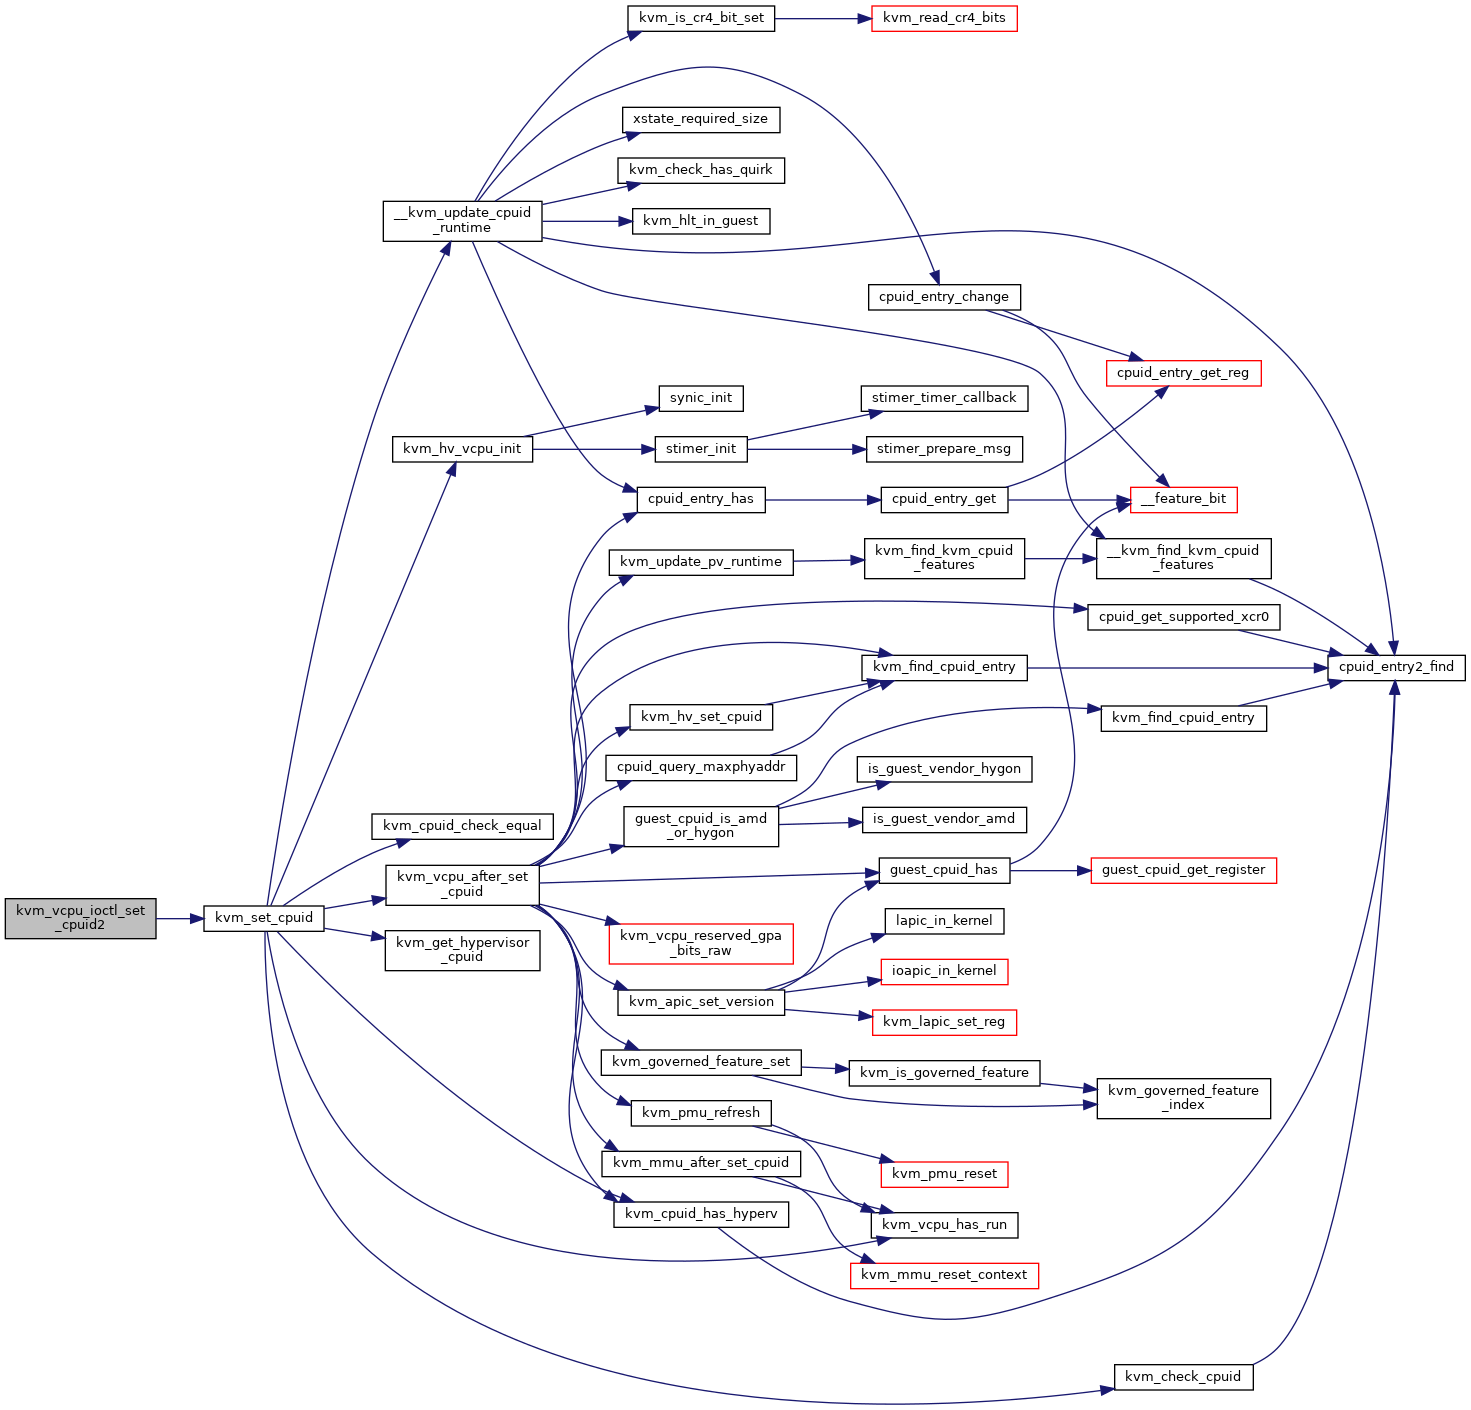 kvm_is_cr4_bit_set
kvm_read_cr4_bits
xstate_required_size
kvm_check_has_quirk
__kvm_update_cpuid
_runtime
kvm_hlt_in_guest
cpuid_entry_change
cpuid_entry_get_reg
synic_init
stimer_timer_callback
kvm_hv_vcpu_init
stimer_init
stimer_prepare_msg
cpuid_entry_has
cpuid_entry_get
__feature_bit
kvm_update_pv_runtime
kvm_find_kvm_cpuid
_features
__kvm_find_kvm_cpuid
_features
cpuid_get_supported_xcr0
kvm_find_cpuid_entry
cpuid_entry2_find
kvm_hv_set_cpuid
kvm_find_cpuid_entry
cpuid_query_maxphyaddr
is_guest_vendor_hygon
kvm_cpuid_check_equal
guest_cpuid_is_amd
_or_hygon
is_guest_vendor_amd
kvm_vcpu_after_set
_cpuid
guest_cpuid_has
guest_cpuid_get_register
kvm_vcpu_ioctl_set
_cpuid2
kvm_set_cpuid
lapic_in_kernel
kvm_get_hypervisor
_cpuid
kvm_vcpu_reserved_gpa
_bits_raw
ioapic_in_kernel
kvm_apic_set_version
kvm_lapic_set_reg
kvm_governed_feature_set
kvm_is_governed_feature
kvm_governed_feature
_index
kvm_pmu_refresh
kvm_mmu_after_set_cpuid
kvm_pmu_reset
kvm_cpuid_has_hyperv
kvm_vcpu_has_run
kvm_mmu_reset_context
kvm_check_cpuid